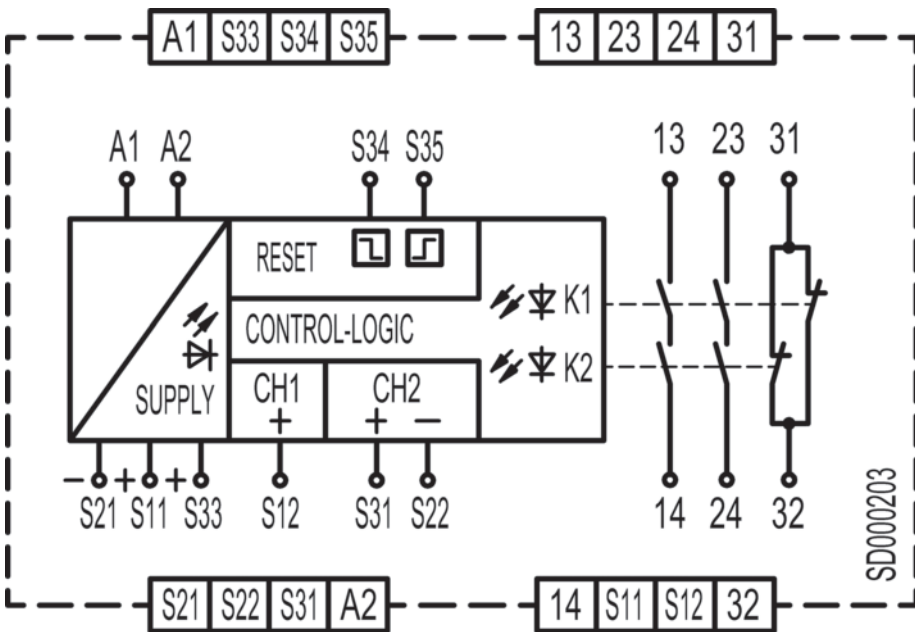 A1 S33 S34 S35 13 23 24 31
A1 A2 S34 S35 13 23 31
RESET
K1
CONTROL-LOGIC
K2
SUPPLY CH1 CH2
+ + −
− + +
S21 S11 S33 S12 S31 S22 14 24 32
SD000203
S21 S22 S31 A2 14 S11 S12 32